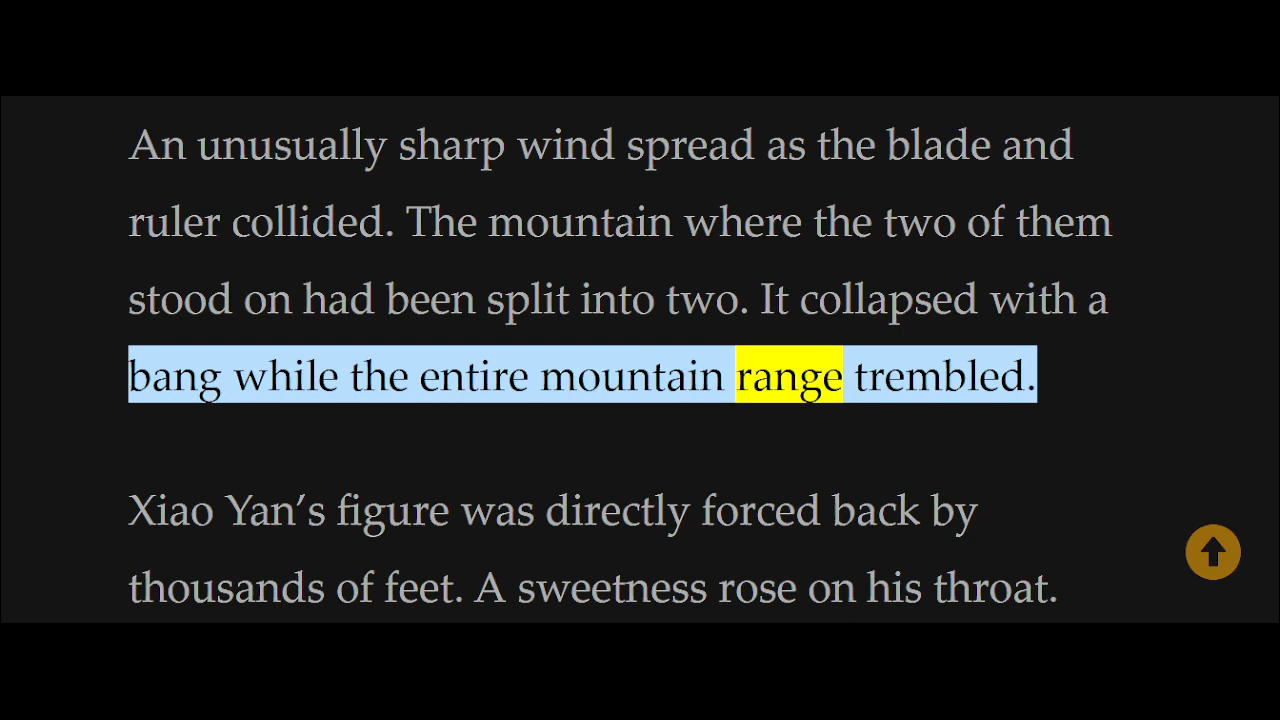 An unusually sharp wind spread as the blade and
ruler collided. The mountain where the two of them
stood on had been split into two. It collapsed with a
bang while the entire mountain range trembled.
Xiao Yan’s figure was directly forced back by
thousands of feet. A sweetness rose on his throat.